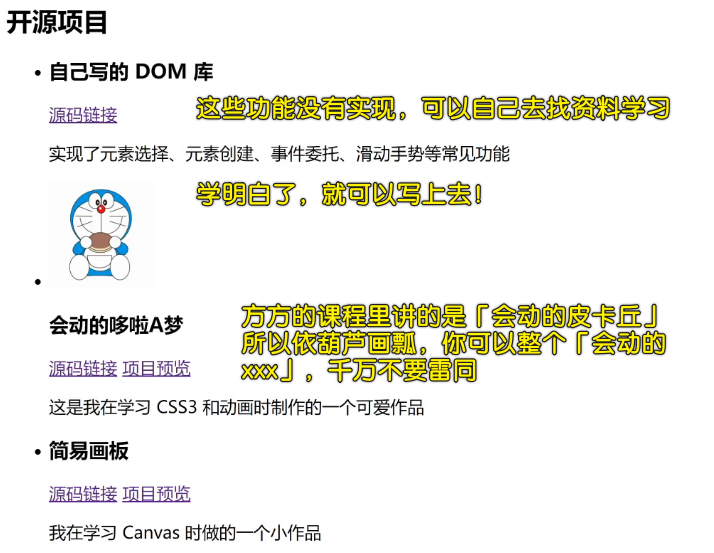 开源项目
自己写的 DOM 库
源码链接
这些功能没有实现，可以自己去找资料学习
实现了元素选择、元素创建、事件委托、滑动手势等常见功能
学明白了，就可以写上去！
会动的哆啦A梦
方方的课程里讲的是「会动的皮卡丘」
所以依葫芦画瓢，你可以整个「会动的
xxx」，千万不要雷同
源码链接 项目预览
这是我在学习 CSS3 和动画时制作的一个可爱作品
简易画板
源码链接 项目预览
我在学习 Canvas 时做的一个小作品